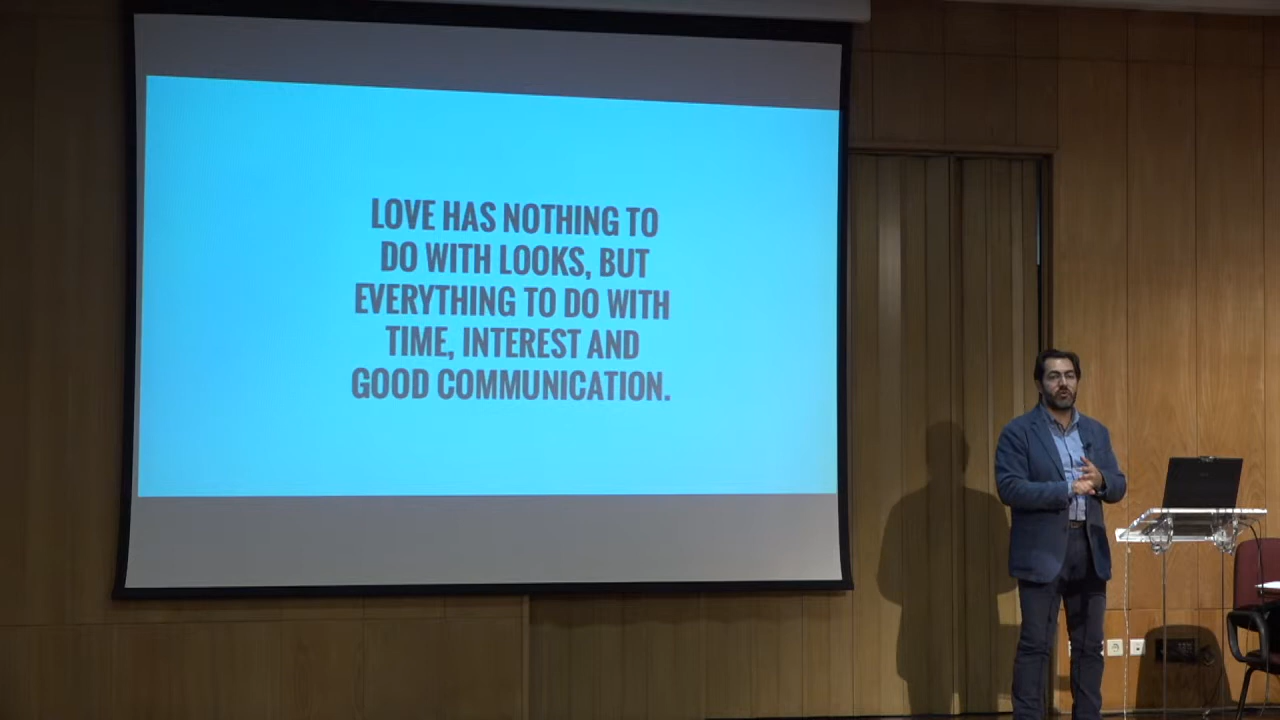 LOVE HAS NOTHING TO
DO WITH LOOKS, BUT
EVERYTHING TO DO WITH
TIME, INTEREST AND
GOOD COMMUNICATION.